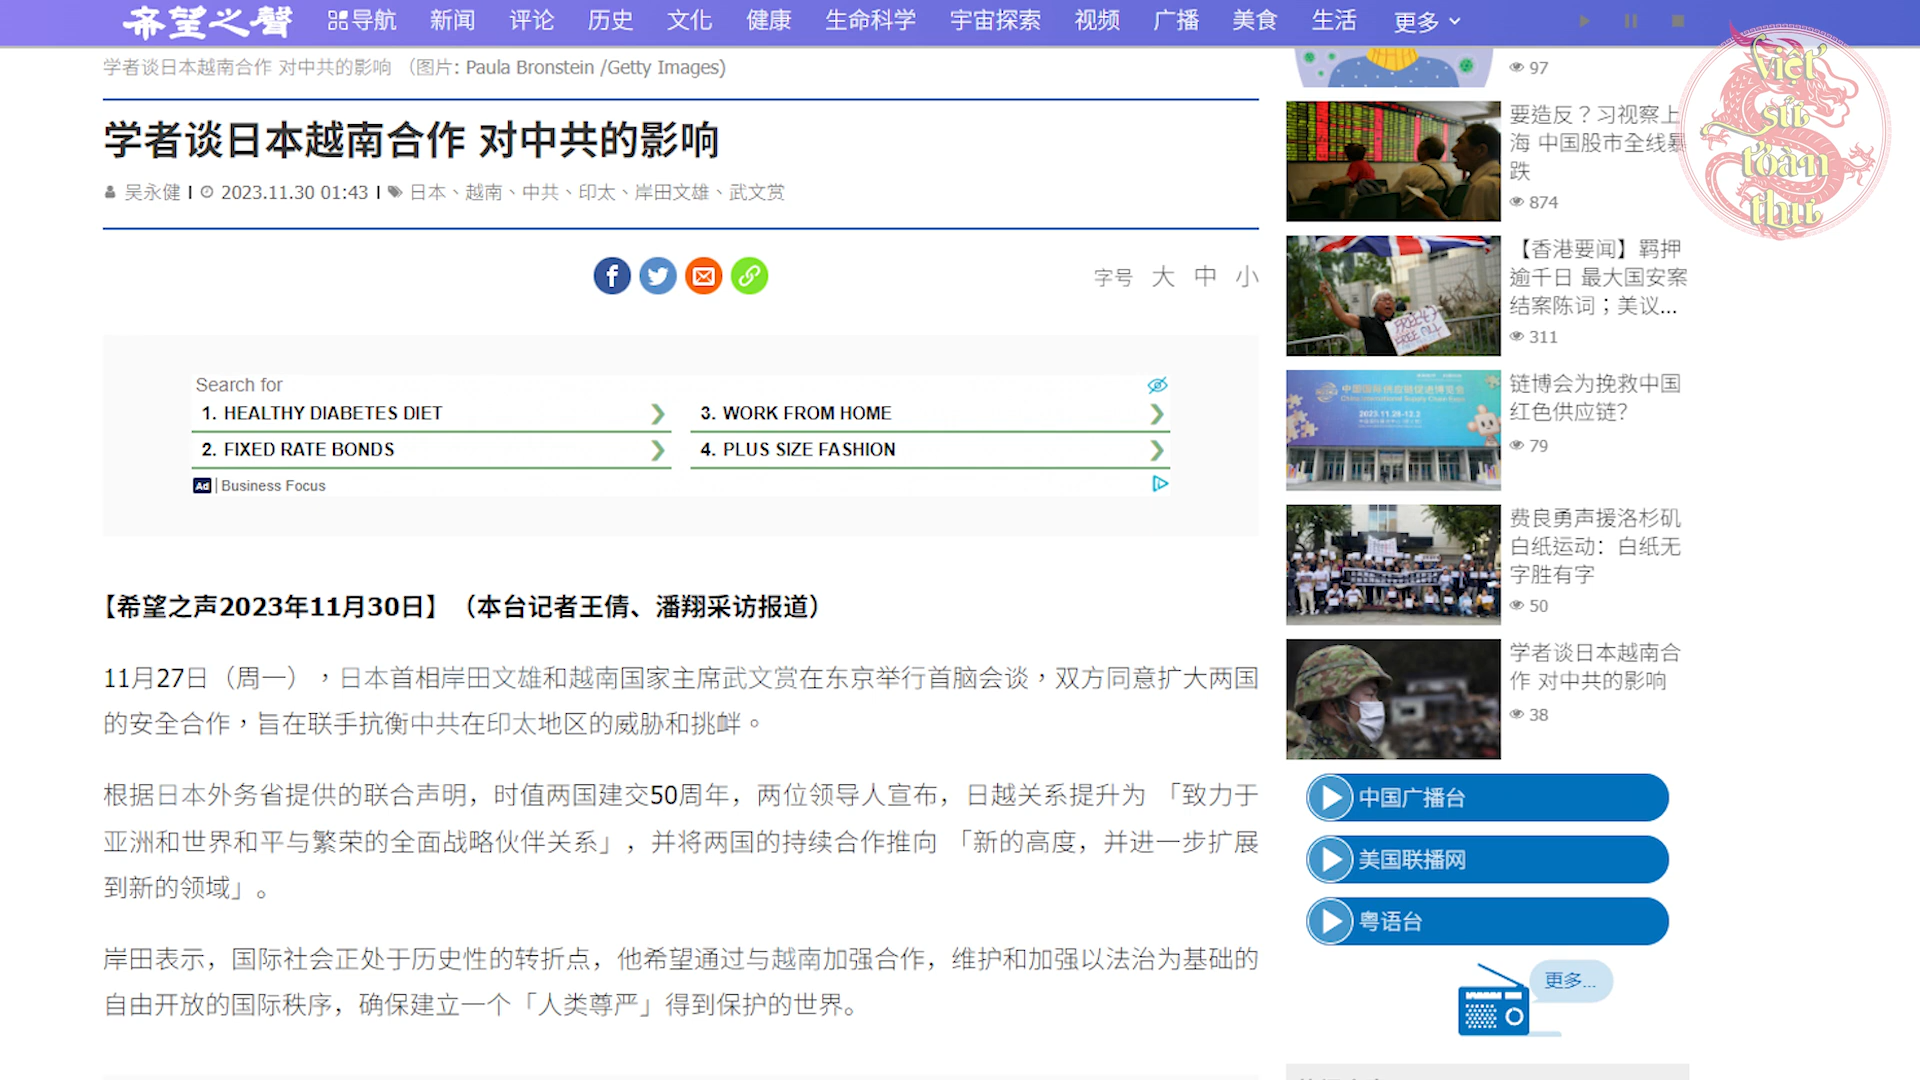 希望之聲 导航 新闻 评论 历史 文化 健康 生命科学 宇宙探索 视频 广播 美食 生活 更多
学者谈日本越南合作 对中共的影响 （图片: Paula Bronstein /Getty Images)
学者谈日本越南合作 对中共的影响
吴永健 | 2023.11.30 01:43 | 日本、越南、中共、印太、岸田文雄、武文赏
字号 大 中 小
Search for
1. HEALTHY DIABETES DIET
2. FIXED RATE BONDS
3. WORK FROM HOME
4. PLUS SIZE FASHION
Ad | Business Focus
【希望之声2023年11月30日】（本台记者王倩、潘翔采访报道）
11月27日（周一），日本首相岸田文雄和越南国家主席武文赏在东京举行首脑会谈，双方同意扩大两国
的安全合作，旨在联手抗衡中共在印太地区的威胁和挑衅。
根据日本外务省提供的联合声明，时值两国建交50周年，两位领导人宣布，日越关系提升为 「致力于
亚洲和世界和平与繁荣的全面战略伙伴关系」，并将两国的持续合作推向 「新的高度，并进一步扩展
到新的领域」。
岸田表示，国际社会正处于历史性的转折点，他希望通过与越南加强合作，维护和加强以法治为基础的
自由开放的国际秩序，确保建立一个「人类尊严」得到保护的世界。
97
要造反？习视察上
海 中国股市全线暴
跌
874
【香港要闻】羁押
逾千日 最大国安案
结案陈词；美议...
311
中国国际供应链促进博览会
China International Supply Chain Expo
2023.11.28-12.2
链博会为挽救中国
红色供应链？
79
费良勇声援洛杉矶
白纸运动：白纸无
字胜有字
50
学者谈日本越南合
作 对中共的影响
38
中国广播台
美国联播网
粤语台
更多...
Việt
sử
toàn
thư